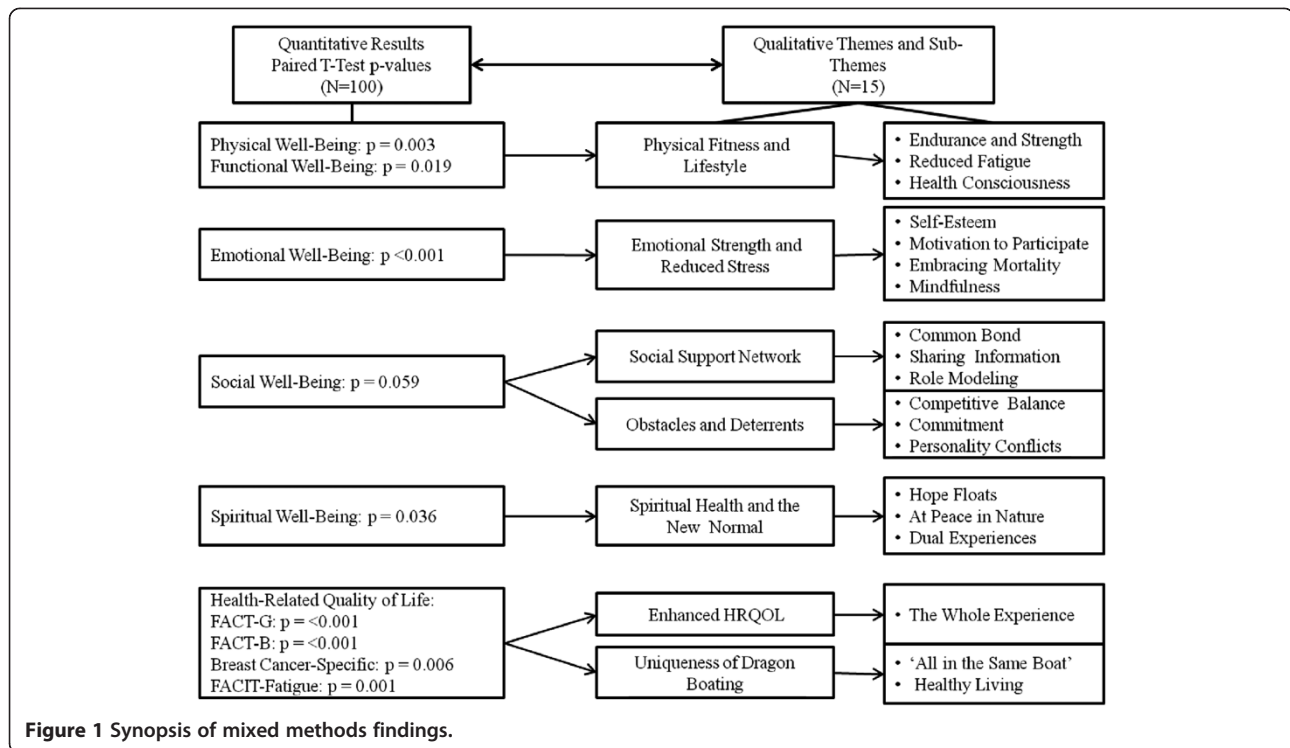 Quantitative Results
Paired T-Test p-values
(N=100)
Qualitative Themes and Sub-
Themes
(N=15)
Physical Well-Being: p = 0.003
Functional Well-Being: p = 0.019
Physical Fitness and
Lifestyle
• Endurance and Strength
• Reduced Fatigue
• Health Consciousness
Emotional Well-Being: p <0.001
Emotional Strength and
Reduced Stress
• Self-Esteem
• Motivation to Participate
• Embracing Mortality
• Mindfulness
Social Well-Being: p = 0.059
Social Support Network
• Common Bond
• Sharing Information
• Role Modeling
Obstacles and Deterrents
• Competitive Balance
• Commitment
• Personality Conflicts
Spiritual Well-Being: p = 0.036
Spiritual Health and the
New Normal
• Hope Floats
• At Peace in Nature
• Dual Experiences
Health-Related Quality of Life:
FACT-G: p = <0.001
FACT-B: p = <0.001
Breast Cancer-Specific: p = 0.006
FACIT-Fatigue: p = 0.001
Enhanced HRQOL
• The Whole Experience
Uniqueness of Dragon
Boating
• ‘All in the Same Boat’
• Healthy Living
Figure 1 Synopsis of mixed methods findings.